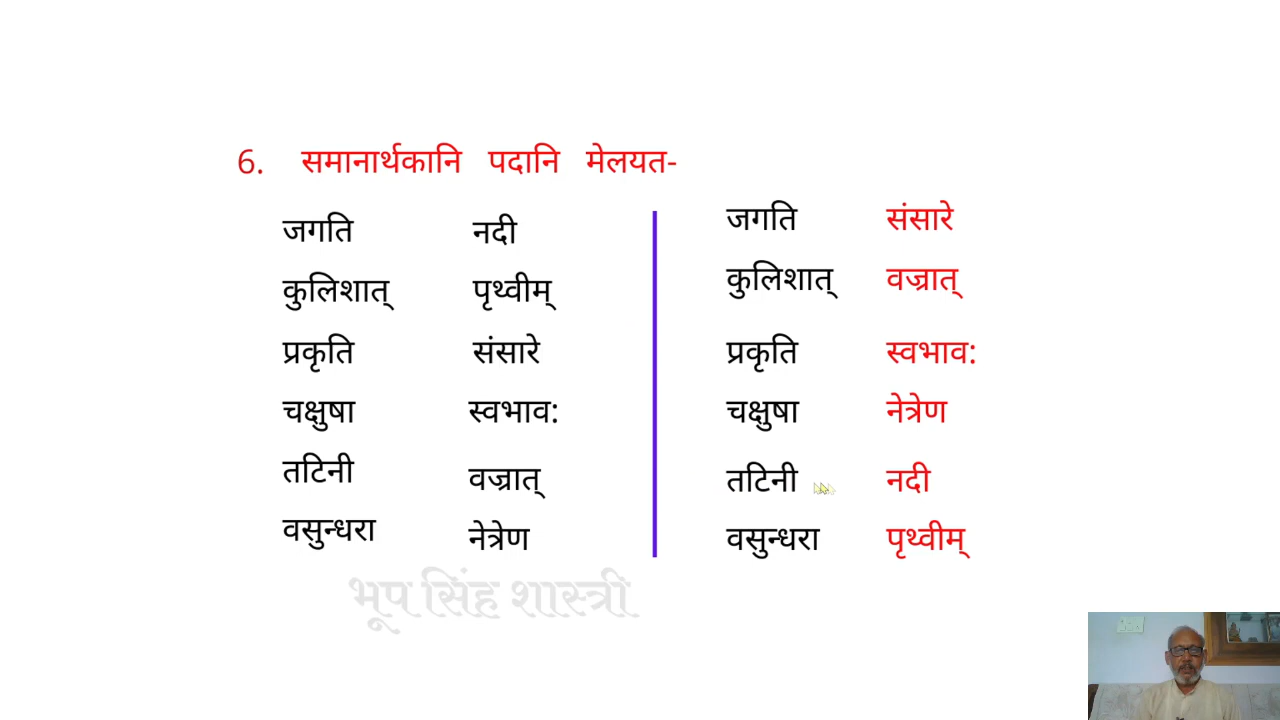 6. समानार्थकानि पदानि मेलयत-
जगति नदी
कुलिशात् पृथ्वीम्
प्रकृति संसारे
चक्षुषा स्वभाव:
तटिनी वज्रात्
वसुन्धरा नेत्रेण
जगति संसारे
कुलिशात् वज्रात्
प्रकृति स्वभाव:
चक्षुषा नेत्रेण
तटिनी नदी
वसुन्धरा पृथ्वीम्
भूप सिंह शास्त्री